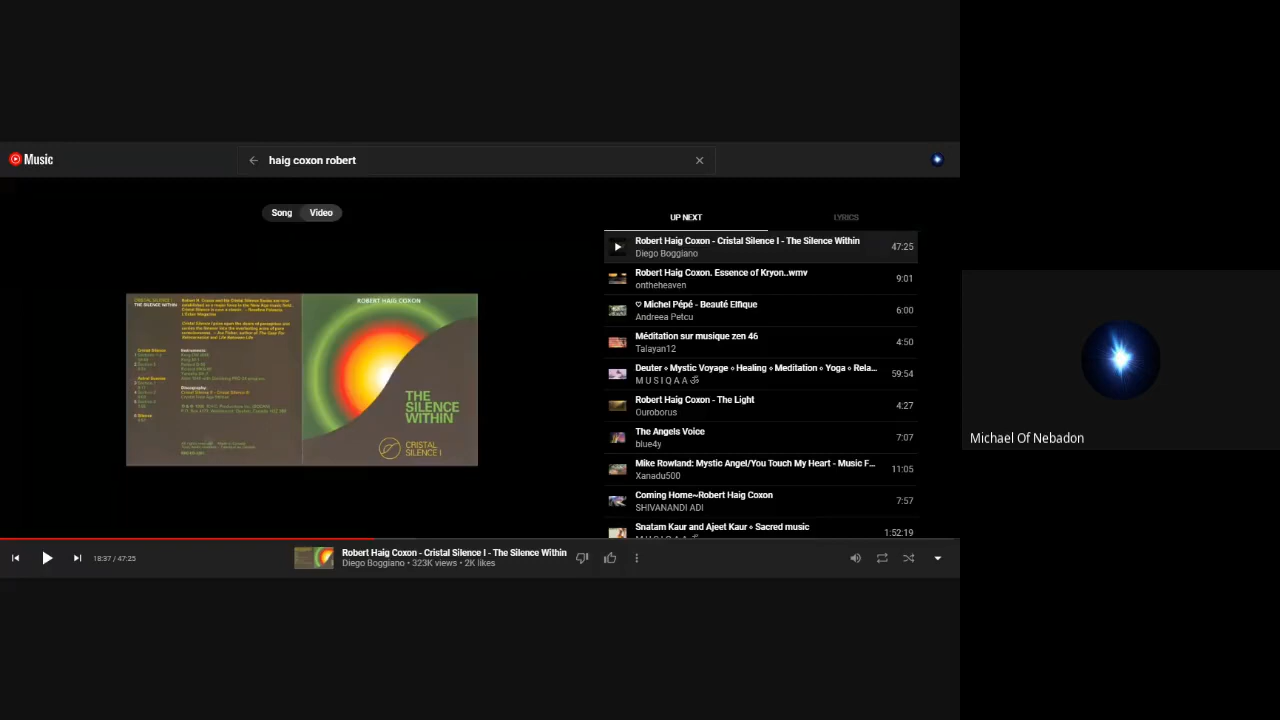 Music
haig coxon robert
Song
Video
UP NEXT
LYRICS
CRISTAL SILENCE I
THE SILENCE WITHIN
ROBERT HAIG COXON
THE
SILENCE
WITHIN
CRISTAL
SILENCE I
Robert Haig Coxon - Cristal Silence I - The Silence Within
Diego Boggiano
47:25
Robert Haig Coxon. Essence of Kryon..wmv
ontheheaven
9:01
♡ Michel Pépé - Beauté Elfique
Andreea Petcu
6:00
Méditation sur musique zen 46
Talayan12
4:50
Deuter ⋄ Mystic Voyage ⋄ Healing ⋄ Meditation ⋄ Yoga ⋄ Rela...
M U S I Q A A ॐ
59:54
Robert Haig Coxon - The Light
Ouroborus
4:27
The Angels Voice
blue4y
7:07
Mike Rowland: Mystic Angel/You Touch My Heart - Music F...
Xanadu500
11:05
Coming Home~Robert Haig Coxon
SHIVANANDI ADI
7:57
Snatam Kaur and Ajeet Kaur ⋄ Sacred music
1:52:19
18:37 / 47:25
Robert Haig Coxon - Cristal Silence I - The Silence Within
Diego Boggiano • 323K views • 2K likes
Michael Of Nebadon